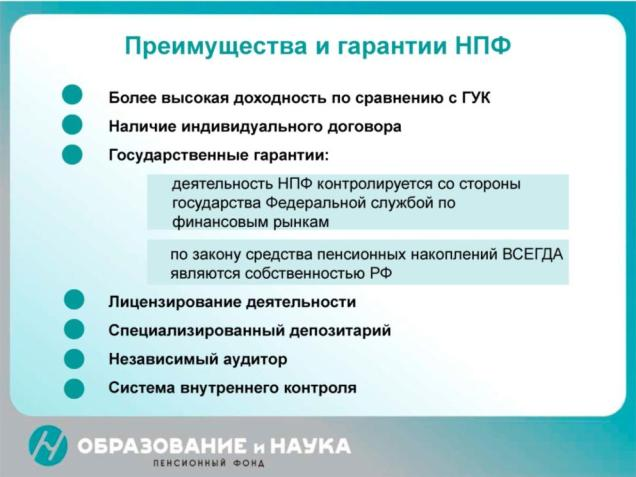 Преимущества и гарантии НПФ
Более высокая доходность по сравнению с ГУК
Наличие индивидуального договора
Государственные гарантии:
деятельность НПФ контролируется со стороны
государства Федеральной службой по
финансовым рынкам
по закону средства пенсионных накоплений ВСЕГДА
являются собственностью РФ
Лицензирование деятельности
Специализированный депозитарий
Независимый аудитор
Система внутреннего контроля
ОБРАЗОВАНИЕ и НАУКА
ПЕНСИОННЫЙ ФОНД